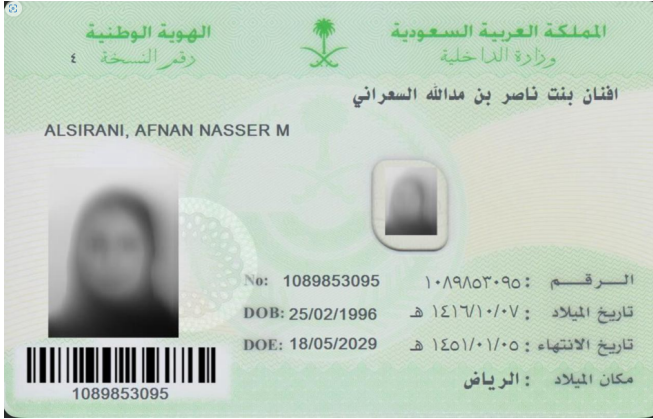 المملكة العربية السعودية
وزارة الداخلية
الهوية الوطنية
رقم النسخة ٤
افنان بنت ناصر بن مدالله السعراني
ALSIRANI, AFNAN NASSER M
الرقم : ١٠٨٩٨٥٣٠٩٥
No: 1089853095
تاريخ الميلاد : ١٤١٦/١٠/٠٧ هـ
DOB: 25/02/1996
تاريخ الانتهاء : ١٤٥١/٠١/٠٥ هـ
DOE: 18/05/2029
مكان الميلاد : الرياض
1089853095